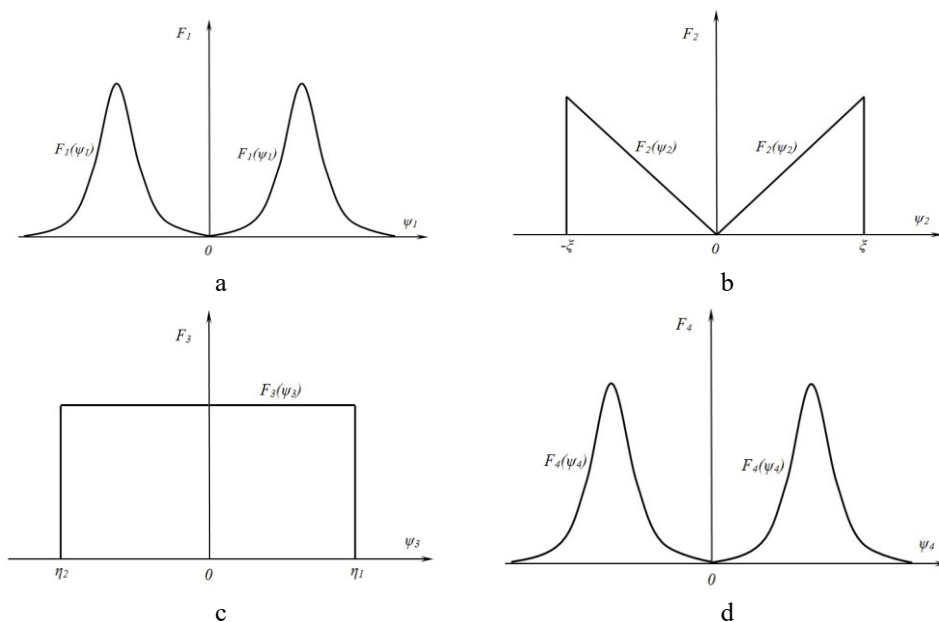 F₁
F₁(ψ₁)
F₁(ψ₁)
ψ₁
0
a
F₂
F₂(ψ₂)
F₂(ψ₂)
ψ₂
-ξ
0
ξ
b
F₃
F₃(ψ₃)
ψ₃
η₂
0
η₁
c
F₄
F₄(ψ₄)
F₄(ψ₄)
ψ₄
0
d